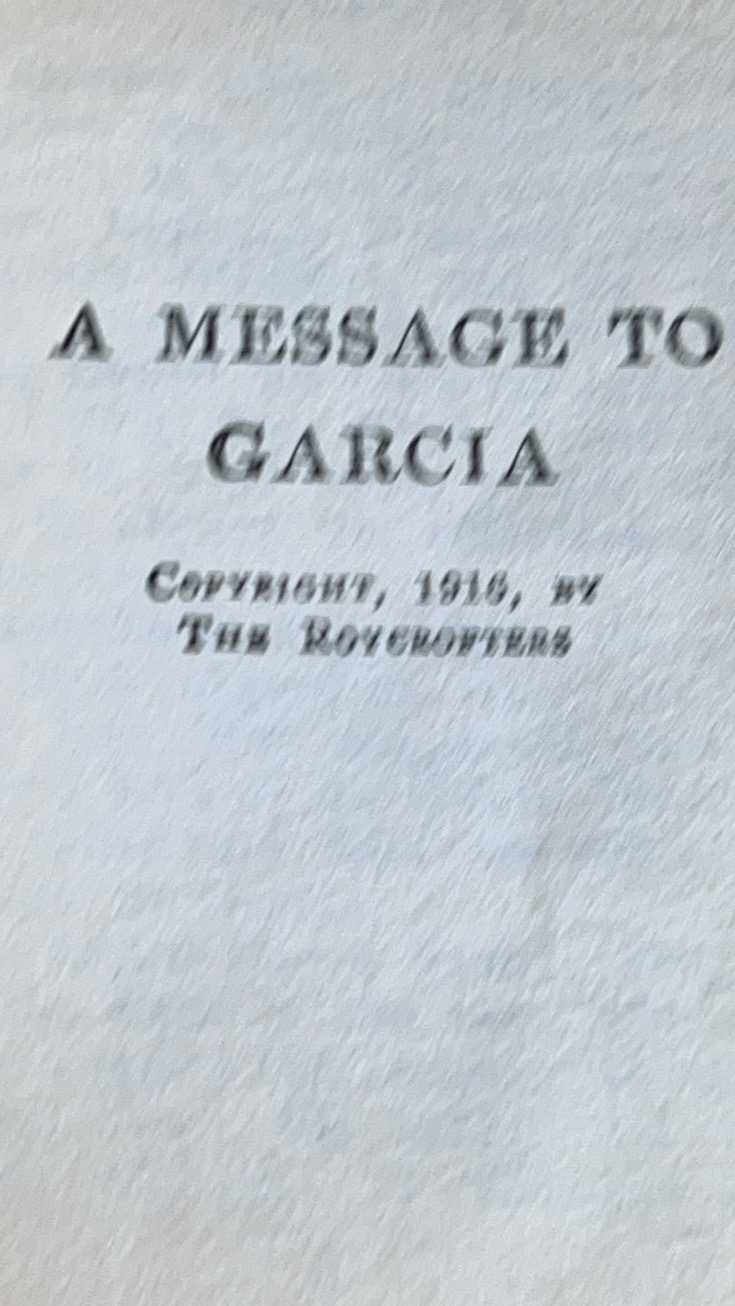 A MESSAGE TO
GARCIA
COPYRIGHT, 1916, BY
THE ROYCROFTERS